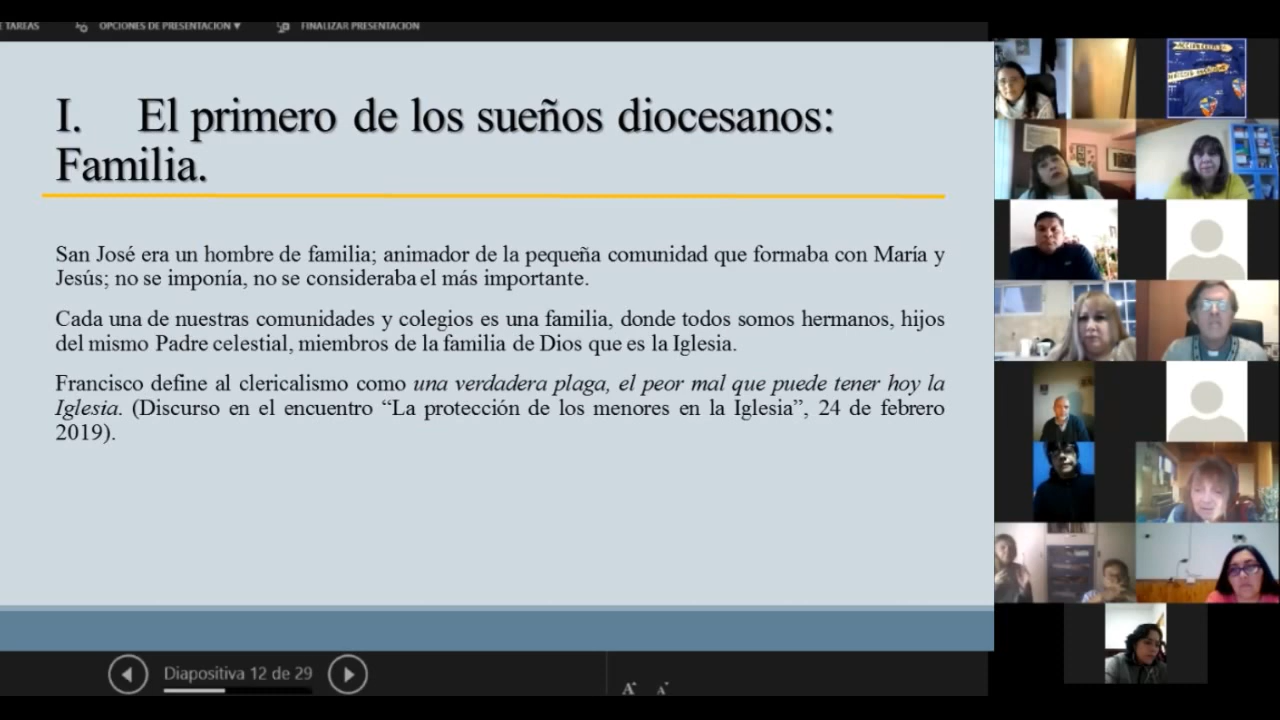 E TAREAS OPCIONES DE PRESENTACIÓN ▼ FINALIZAR PRESENTACIÓN
I. El primero de los sueños diocesanos:
Familia.
San José era un hombre de familia; animador de la pequeña comunidad que formaba con María y
Jesús; no se imponía, no se consideraba el más importante.
Cada una de nuestras comunidades y colegios es una familia, donde todos somos hermanos, hijos
del mismo Padre celestial, miembros de la familia de Dios que es la Iglesia.
Francisco define al clericalismo como una verdadera plaga, el peor mal que puede tener hoy la
Iglesia. (Discurso en el encuentro “La protección de los menores en la Iglesia”, 24 de febrero
2019).
Diapositiva 12 de 29
A A